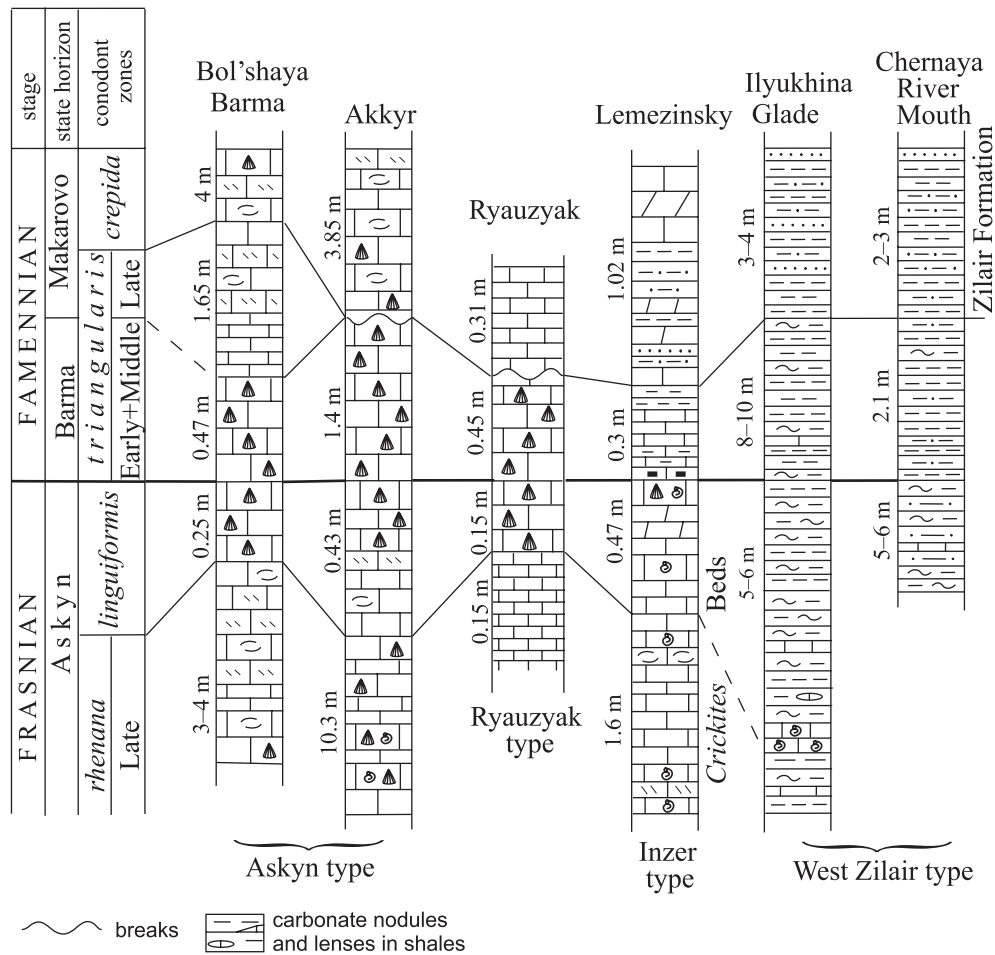 stage
state horizon
conodont
zones
FAMENNIAN
FRASNIAN
Makarovo
Barma
Askyn
crepida
triangularis
Late
Early+Middle
linguiformis
rhenana
Late
Bol'shaya
Barma
4 m
1.65 m
0.47 m
0.25 m
3–4 m
Akkyr
3.85 m
1.4 m
0.43 m
10.3 m
Askyn type
Ryauzyak
0.31 m
0.45 m
0.15 m
0.15 m
Ryauzyak
type
Lemezinsky
1.02 m
0.3 m
0.47 m
1.6 m
Inzer
type
Crickites Beds
Ilyukhina
Glade
3–4 m
8–10 m
5–6 m
Chernaya
River
Mouth
2–3 m
2.1 m
5–6 m
Zilair Formation
West Zilair type
breaks
carbonate nodules
and lenses in shales